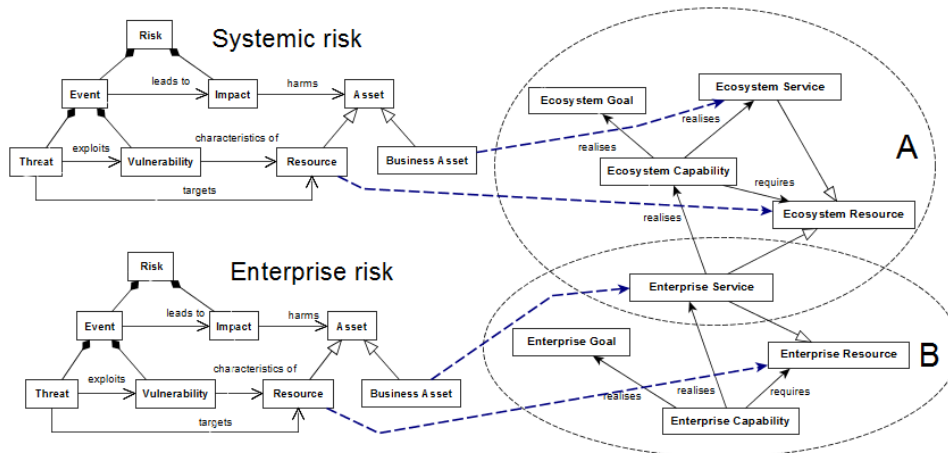 Systemic risk
Risk
Event
leads to
Impact
harms
Asset
Threat
exploits
Vulnerability
characteristics of
Resource
Business Asset
targets
Enterprise risk
Risk
Event
leads to
Impact
harms
Asset
Threat
exploits
Vulnerability
characteristics of
Resource
Business Asset
targets
A
Ecosystem Goal
Ecosystem Service
realises
realises
Ecosystem Capability
requires
Ecosystem Resource
realises
Enterprise Service
B
Enterprise Goal
Enterprise Resource
realises
realises
requires
Enterprise Capability